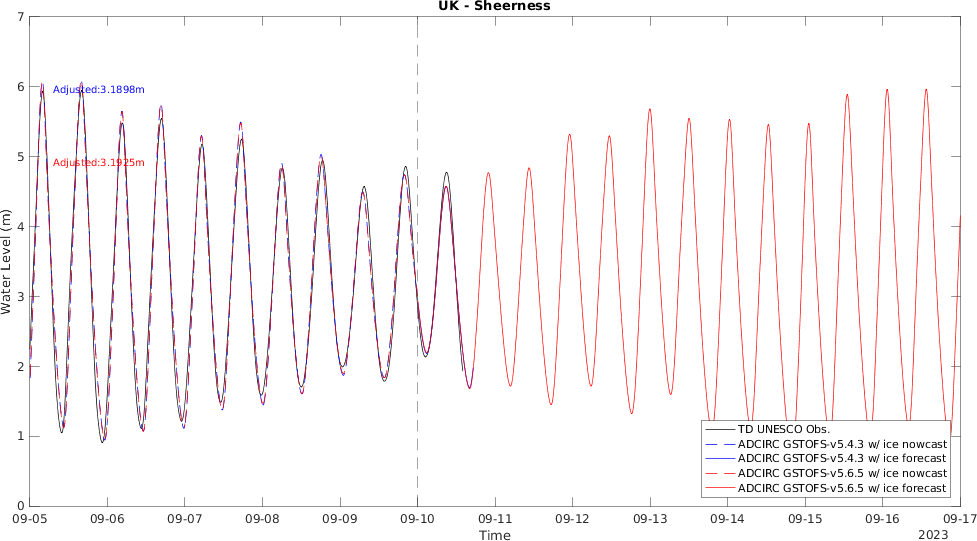 UK - Sheerness
7
6
5
4
3
2
1
0
Water Level (m)
Adjusted:3.1898m
Adjusted:3.1925m
TD UNESCO Obs.
ADCIRC GSTOFS-v5.4.3 w/ ice nowcast
ADCIRC GSTOFS-v5.4.3 w/ ice forecast
ADCIRC GSTOFS-v5.6.5 w/ ice nowcast
ADCIRC GSTOFS-v5.6.5 w/ ice forecast
09-05 09-06 09-07 09-08 09-09 09-10 09-11 09-12 09-13 09-14 09-15 09-16 09-17
Time
2023